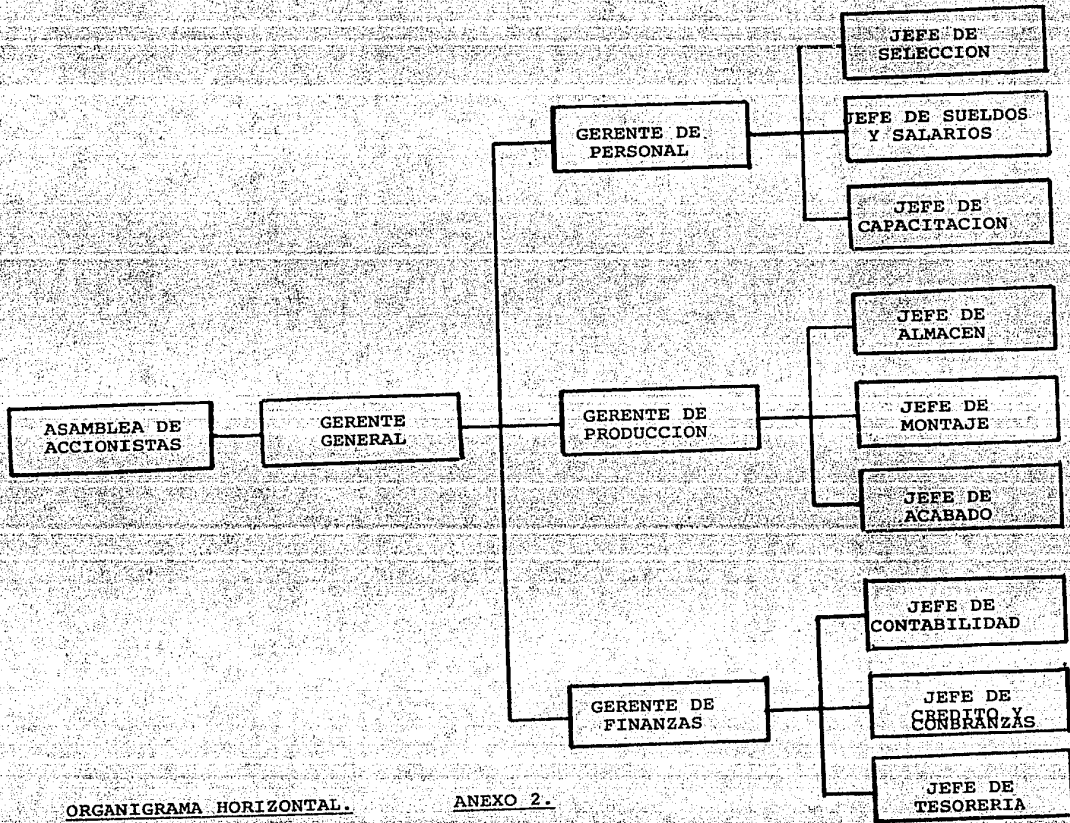 JEFE DE
SELECCION
GERENTE DE
PERSONAL
JEFE DE SUELDOS
Y SALARIOS
JEFE DE
CAPACITACION
JEFE DE
ALMACEN
ASAMBLEA DE
ACCIONISTAS
GERENTE
GENERAL
GERENTE DE
PRODUCCION
JEFE DE
MONTAJE
JEFE DE
ACABADO
JEFE DE
CONTABILIDAD
GERENTE DE
FINANZAS
JEFE DE
CREDITO Y
CONBRANZAS
JEFE DE
TESORERIA
ORGANIGRAMA HORIZONTAL.
ANEXO 2.